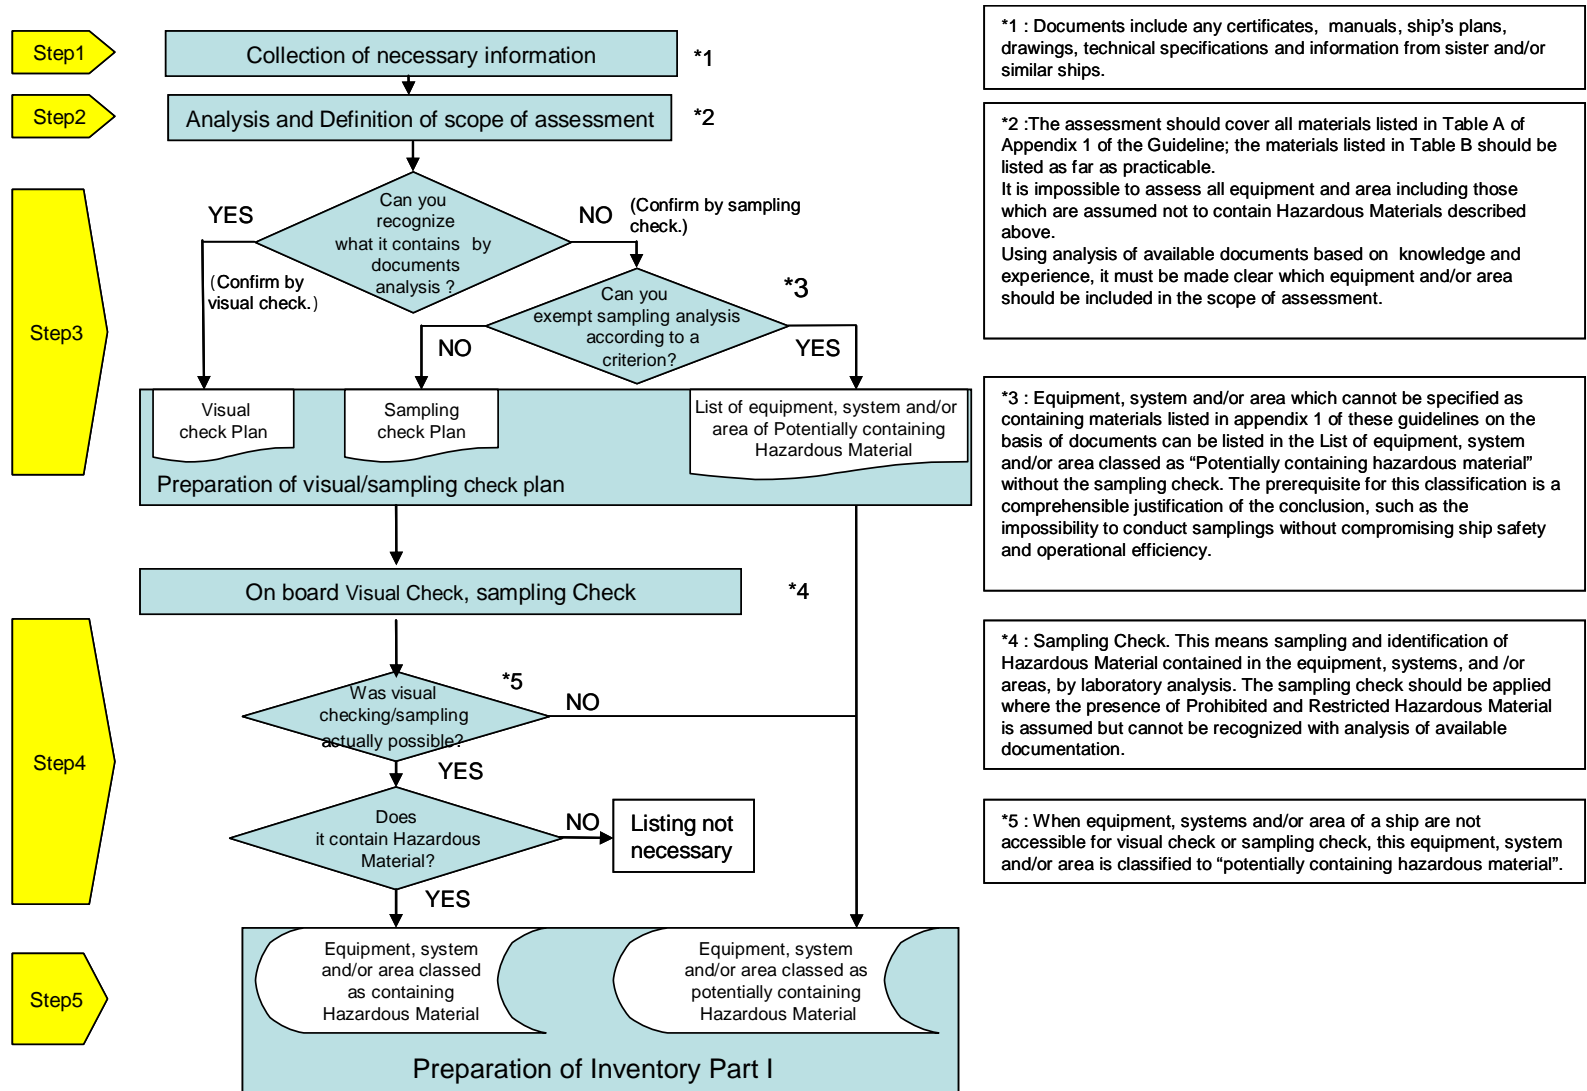 Step1
Collection of necessary information
*1
Step2
Analysis and Definition of scope of assessment
*2
Step3
Can you
recognize
what it contains by
documents
analysis ?
YES
(Confirm by
visual check.)
NO
(Confirm by sampling
check.)
*3
Can you
exempt sampling analysis
according to a
criterion?
NO
YES
Visual
check Plan
Sampling
check Plan
List of equipment, system and/or
area of Potentially containing
Hazardous Material
Preparation of visual/sampling check plan
On board Visual Check, sampling Check
*4
Step4
Was visual
checking/sampling
actually possible?
*5
NO
YES
Does
it contain Hazardous
Material?
NO
Listing not
necessary
YES
Step5
Equipment, system
and/or area classed
as containing
Hazardous Material
Equipment, system
and/or area classed as
potentially containing
Hazardous Material
Preparation of Inventory Part I
*1 : Documents include any certificates, manuals, ship's plans,
drawings, technical specifications and information from sister and/or
similar ships.
*2 :The assessment should cover all materials listed in Table A of
Appendix 1 of the Guideline; the materials listed in Table B should be
listed as far as practicable.
It is impossible to assess all equipment and area including those
which are assumed not to contain Hazardous Materials described
above.
Using analysis of available documents based on knowledge and
experience, it must be made clear which equipment and/or area
should be included in the scope of assessment.
*3 : Equipment, system and/or area which cannot be specified as
containing materials listed in appendix 1 of these guidelines on the
basis of documents can be listed in the List of equipment, system
and/or area classed as “Potentially containing hazardous material”
without the sampling check. The prerequisite for this classification is a
comprehensible justification of the conclusion, such as the
impossibility to conduct samplings without compromising ship safety
and operational efficiency.
*4 : Sampling Check. This means sampling and identification of
Hazardous Material contained in the equipment, systems, and /or
areas, by laboratory analysis. The sampling check should be applied
where the presence of Prohibited and Restricted Hazardous Material
is assumed but cannot be recognized with analysis of available
documentation.
*5 : When equipment, systems and/or area of a ship are not
accessible for visual check or sampling check, this equipment, system
and/or area is classified to “potentially containing hazardous material”.